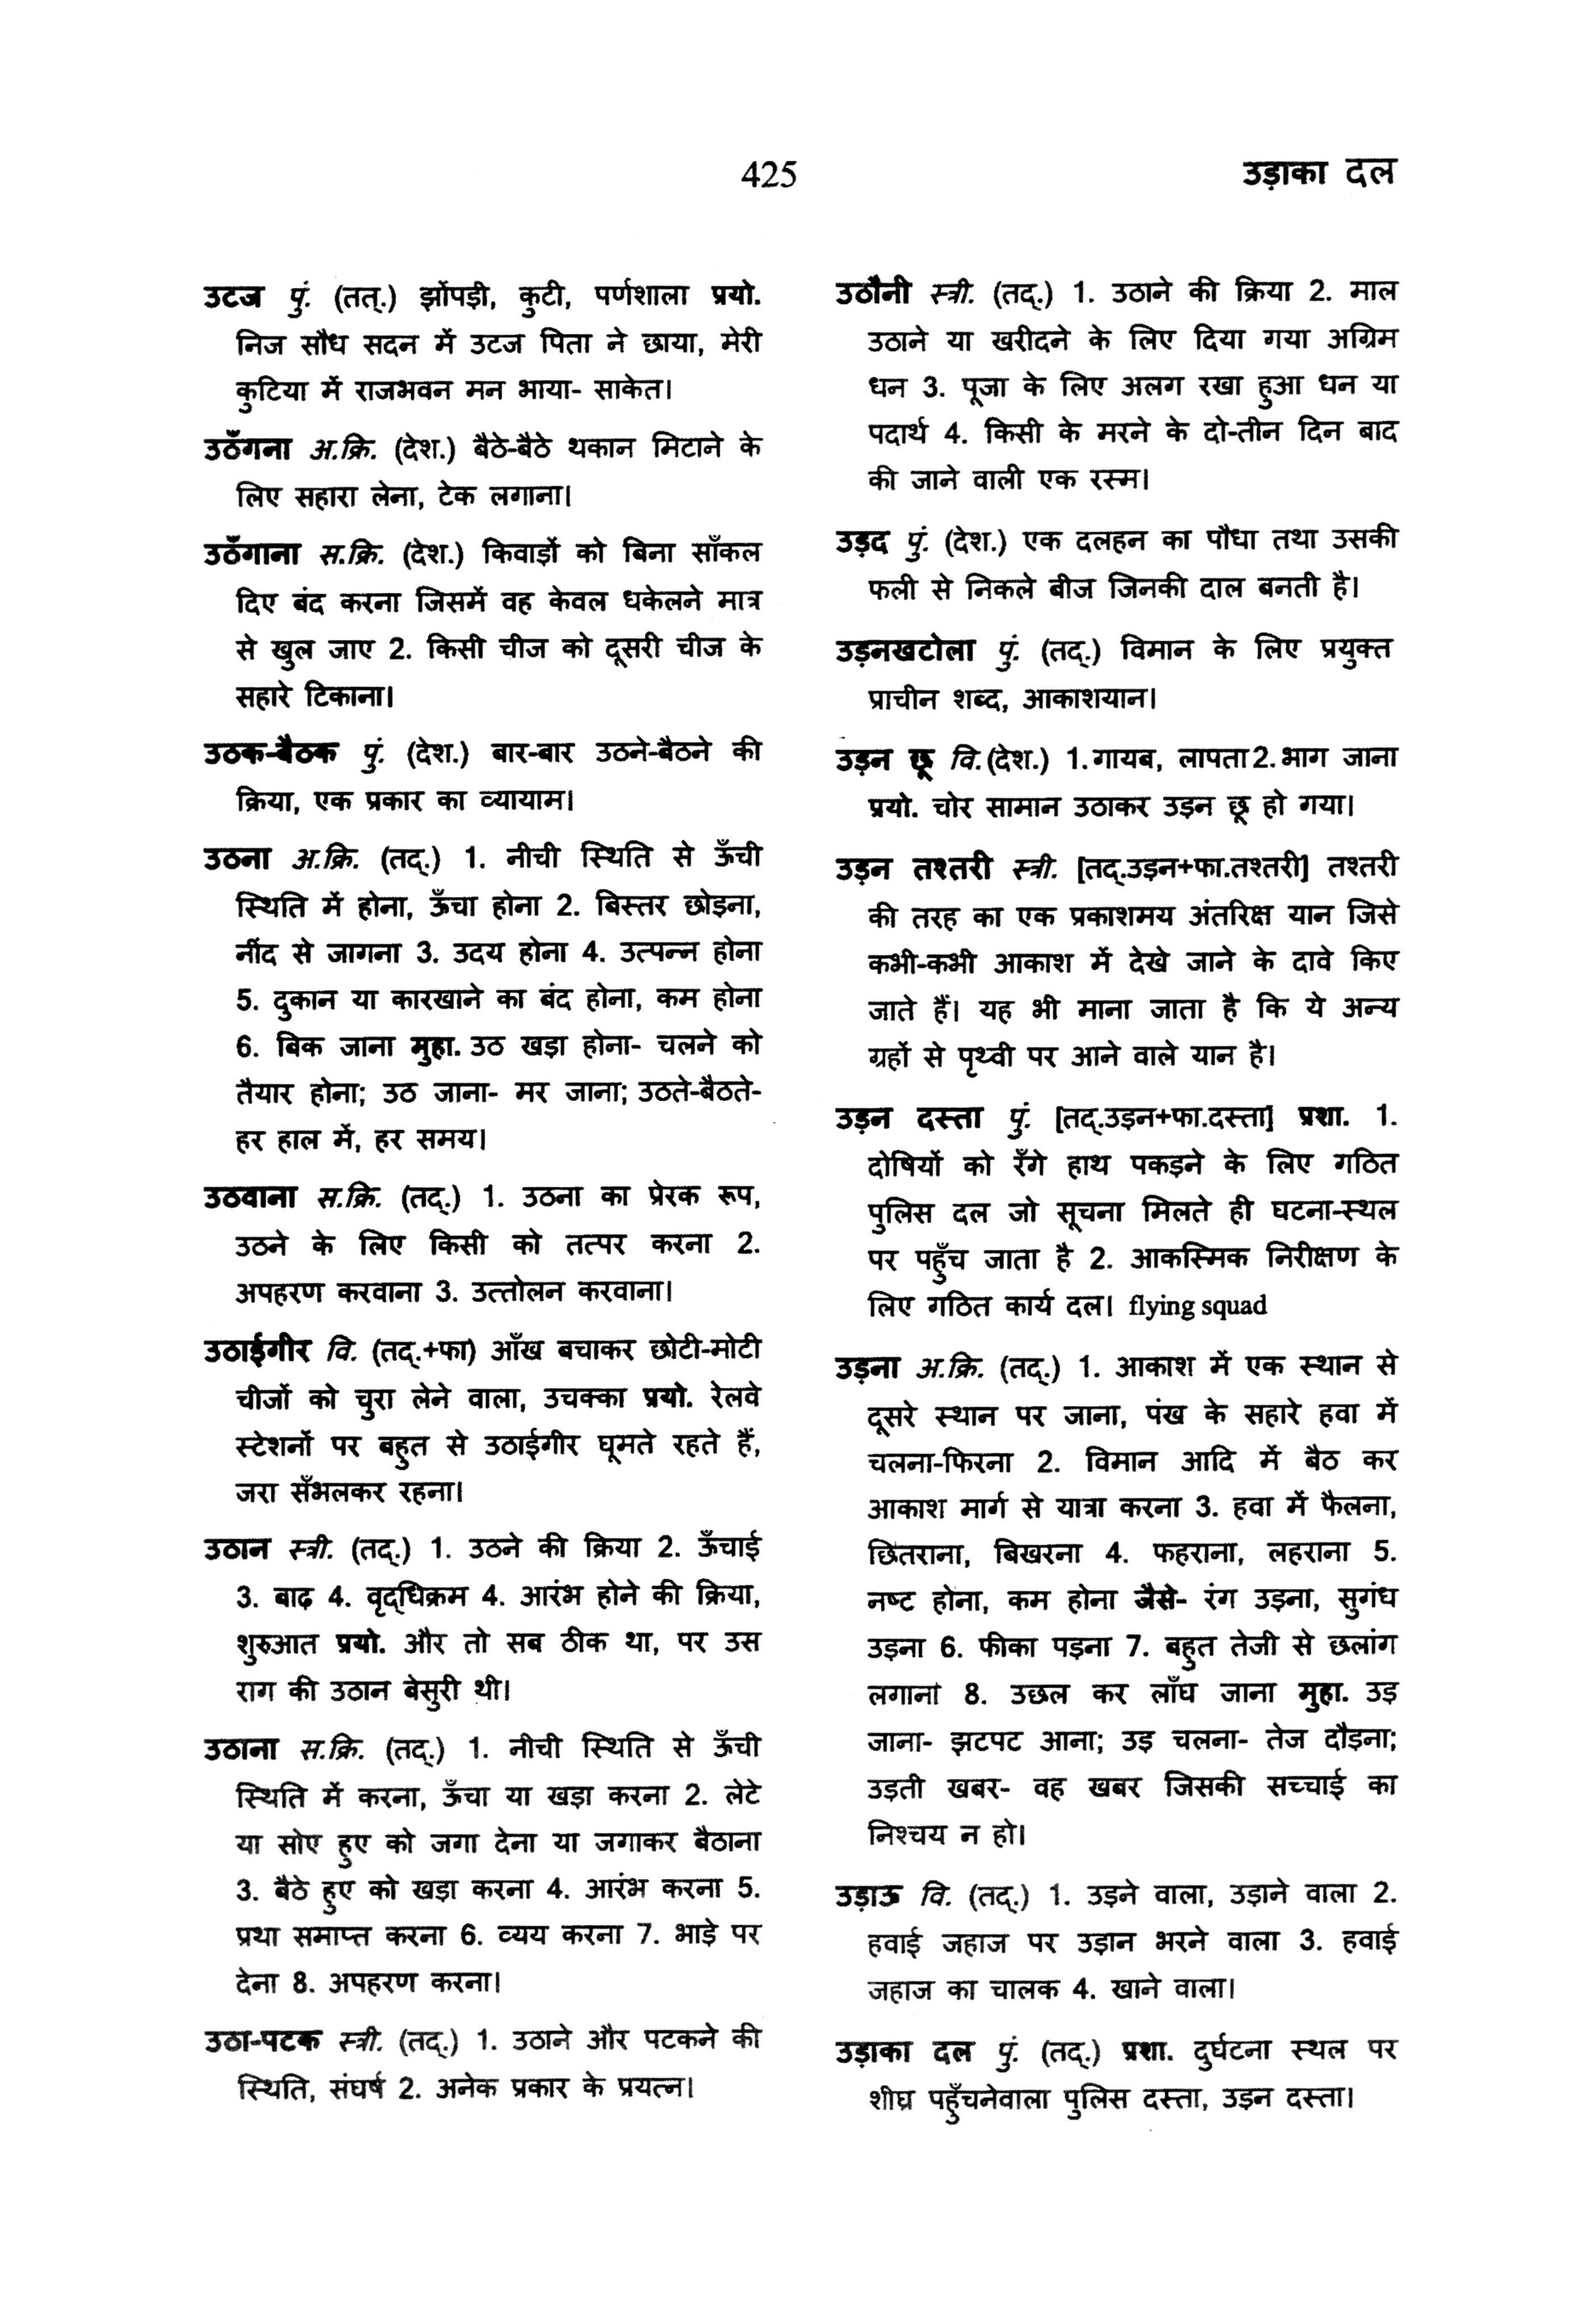 425
उड़ाका दल
उटज पुं. (तत्.) झोंपड़ी, कुटी, पर्णशाला प्रयो.
निज सौध सदन में उटज पिता ने छाया, मेरी
कुटिया में राजभवन मन भाया- साकेत।
उठँगना अ.क्रि. (देश.) बैठे-बैठे थकान मिटाने के
लिए सहारा लेना, टेक लगाना।
उठँगाना स.क्रि. (देश.) किवाड़ों को बिना साँकल
दिए बंद करना जिसमें वह केवल धकेलने मात्र
से खुल जाए 2. किसी चीज को दूसरी चीज के
सहारे टिकाना।
उठक-बैठक पुं. (देश.) बार-बार उठने-बैठने की
क्रिया, एक प्रकार का व्यायाम।
उठना अ.क्रि. (तद्.) 1. नीची स्थिति से ऊँची
स्थिति में होना, ऊँचा होना 2. बिस्तर छोड़ना,
नींद से जागना 3. उदय होना 4. उत्पन्न होना
5. दुकान या कारखाने का बंद होना, कम होना
6. बिक जाना मुहा. उठ खड़ा होना- चलने को
तैयार होना; उठ जाना- मर जाना; उठते-बैठते-
हर हाल में, हर समय।
उठवाना स.क्रि. (तद्.) 1. उठना का प्रेरक रूप,
उठने के लिए किसी को तत्पर करना 2.
अपहरण करवाना 3. उत्तोलन करवाना।
उठाईगीर वि. (तद्.+फा) आँख बचाकर छोटी-मोटी
चीजों को चुरा लेने वाला, उचक्का प्रयो. रेलवे
स्टेशनों पर बहुत से उठाईगीर घूमते रहते हैं,
जरा सँभलकर रहना।
उठान स्त्री. (तद्.) 1. उठने की क्रिया 2. ऊँचाई
3. बाढ़ 4. वृद्‌धिक्रम 4. आरंभ होने की क्रिया,
शुरुआत प्रयो. और तो सब ठीक था, पर उस
राग की उठान बेसुरी थी।
उठाना स.क्रि. (तद्.) 1. नीची स्थिति से ऊँची
स्थिति में करना, ऊँचा या खड़ा करना 2. लेटे
या सोए हुए को जगा देना या जगाकर बैठाना
3. बैठे हुए को खड़ा करना 4. आरंभ करना 5.
प्रथा समाप्त करना 6. व्यय करना 7. भाड़े पर
देना 8. अपहरण करना।
उठा-पटक स्त्री. (तद्.) 1. उठाने और पटकने की
स्थिति, संघर्ष 2. अनेक प्रकार के प्रयत्न।
उठौनी स्त्री. (तद्.) 1. उठाने की क्रिया 2. माल
उठाने या खरीदने के लिए दिया गया अग्रिम
धन 3. पूजा के लिए अलग रखा हुआ धन या
पदार्थ 4. किसी के मरने के दो-तीन दिन बाद
की जाने वाली एक रस्म।
उड़द पुं. (देश.) एक दलहन का पौधा तथा उसकी
फली से निकले बीज जिनकी दाल बनती है।
उड़नखटोला पुं. (तद्.) विमान के लिए प्रयुक्त
प्राचीन शब्द, आकाशयान।
उड़न छू वि.(देश.) 1.गायब, लापता2.भाग जाना
प्रयो. चोर सामान उठाकर उड़न छू हो गया।
उड़न तश्तरी स्त्री. [तद्.उड़न+फा.तश्तरी] तश्तरी
की तरह का एक प्रकाशमय अंतरिक्ष यान जिसे
कभी-कभी आकाश में देखे जाने के दावे किए
जाते हैं। यह भी माना जाता है कि ये अन्य
ग्रहों से पृथ्वी पर आने वाले यान है।
उड़न दस्ता पुं. [तद्.उड़न+फा.दस्ता] प्रशा. 1.
दोषियों को रँगे हाथ पकड़ने के लिए गठित
पुलिस दल जो सूचना मिलते ही घटना-स्थल
पर पहुँच जाता है 2. आकस्मिक निरीक्षण के
लिए गठित कार्य दल। flying squad
उड़ना अ.क्रि. (तद्.) 1. आकाश में एक स्थान से
दूसरे स्थान पर जाना, पंख के सहारे हवा में
चलना-फिरना 2. विमान आदि में बैठ कर
आकाश मार्ग से यात्रा करना 3. हवा में फैलना,
छितराना, बिखरना 4. फहराना, लहराना 5.
नष्ट होना, कम होना जैसे- रंग उड़ना, सुगंध
उड़ना 6. फीका पड़ना 7. बहुत तेजी से छलांग
लगाना 8. उछल कर लाँघ जाना मुहा. उड़
जाना- झटपट आना; उड़ चलना- तेज दौड़ना;
उड़ती खबर- वह खबर जिसकी सच्चाई का
निश्चय न हो।
उड़ाऊ वि. (तद्.) 1. उड़ने वाला, उड़ाने वाला 2.
हवाई जहाज पर उड़ान भरने वाला 3. हवाई
जहाज का चालक 4. खाने वाला।
उड़ाका दल पुं. (तद्.) प्रशा. दुर्घटना स्थल पर
शीघ्र पहुँचनेवाला पुलिस दस्ता, उड़न दस्ता।